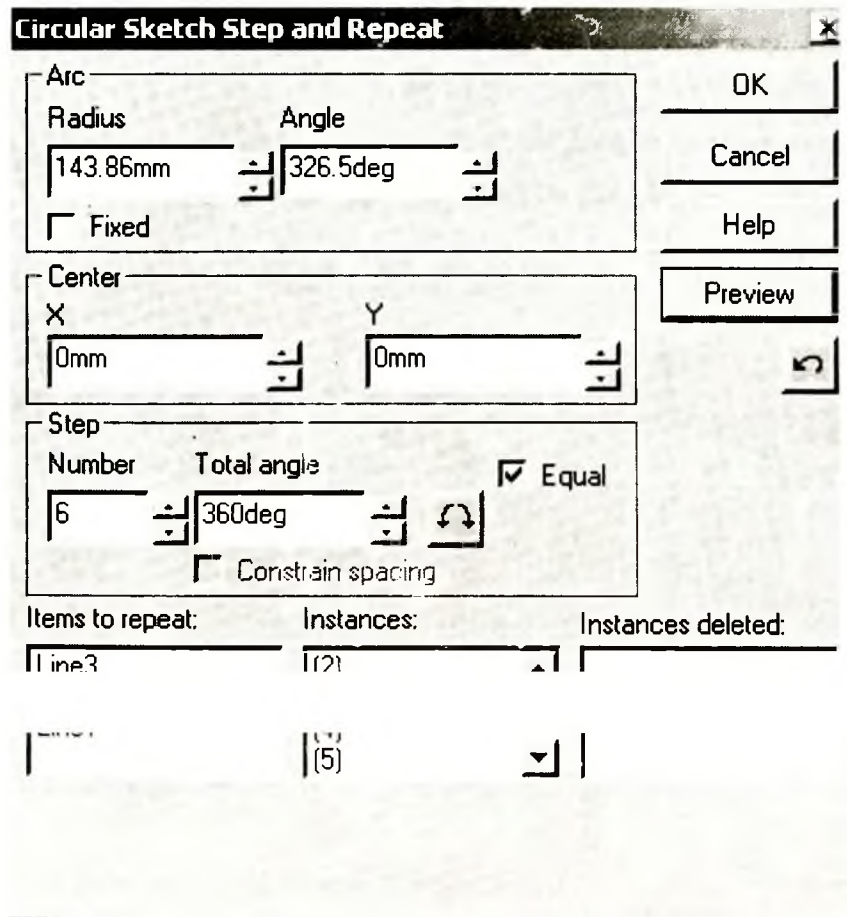 Circular Sketch Step and Repeat
Arc
Radius Angle
143.86mm 326.5deg
Fixed
OK
Cancel
Help
Preview
Center
X Y
0mm 0mm
Step
Number Total angle
6 360deg
Equal
Constrain spacing
Items to repeat: Instances: Instances deleted:
Line3 (2)
(4)
(5)